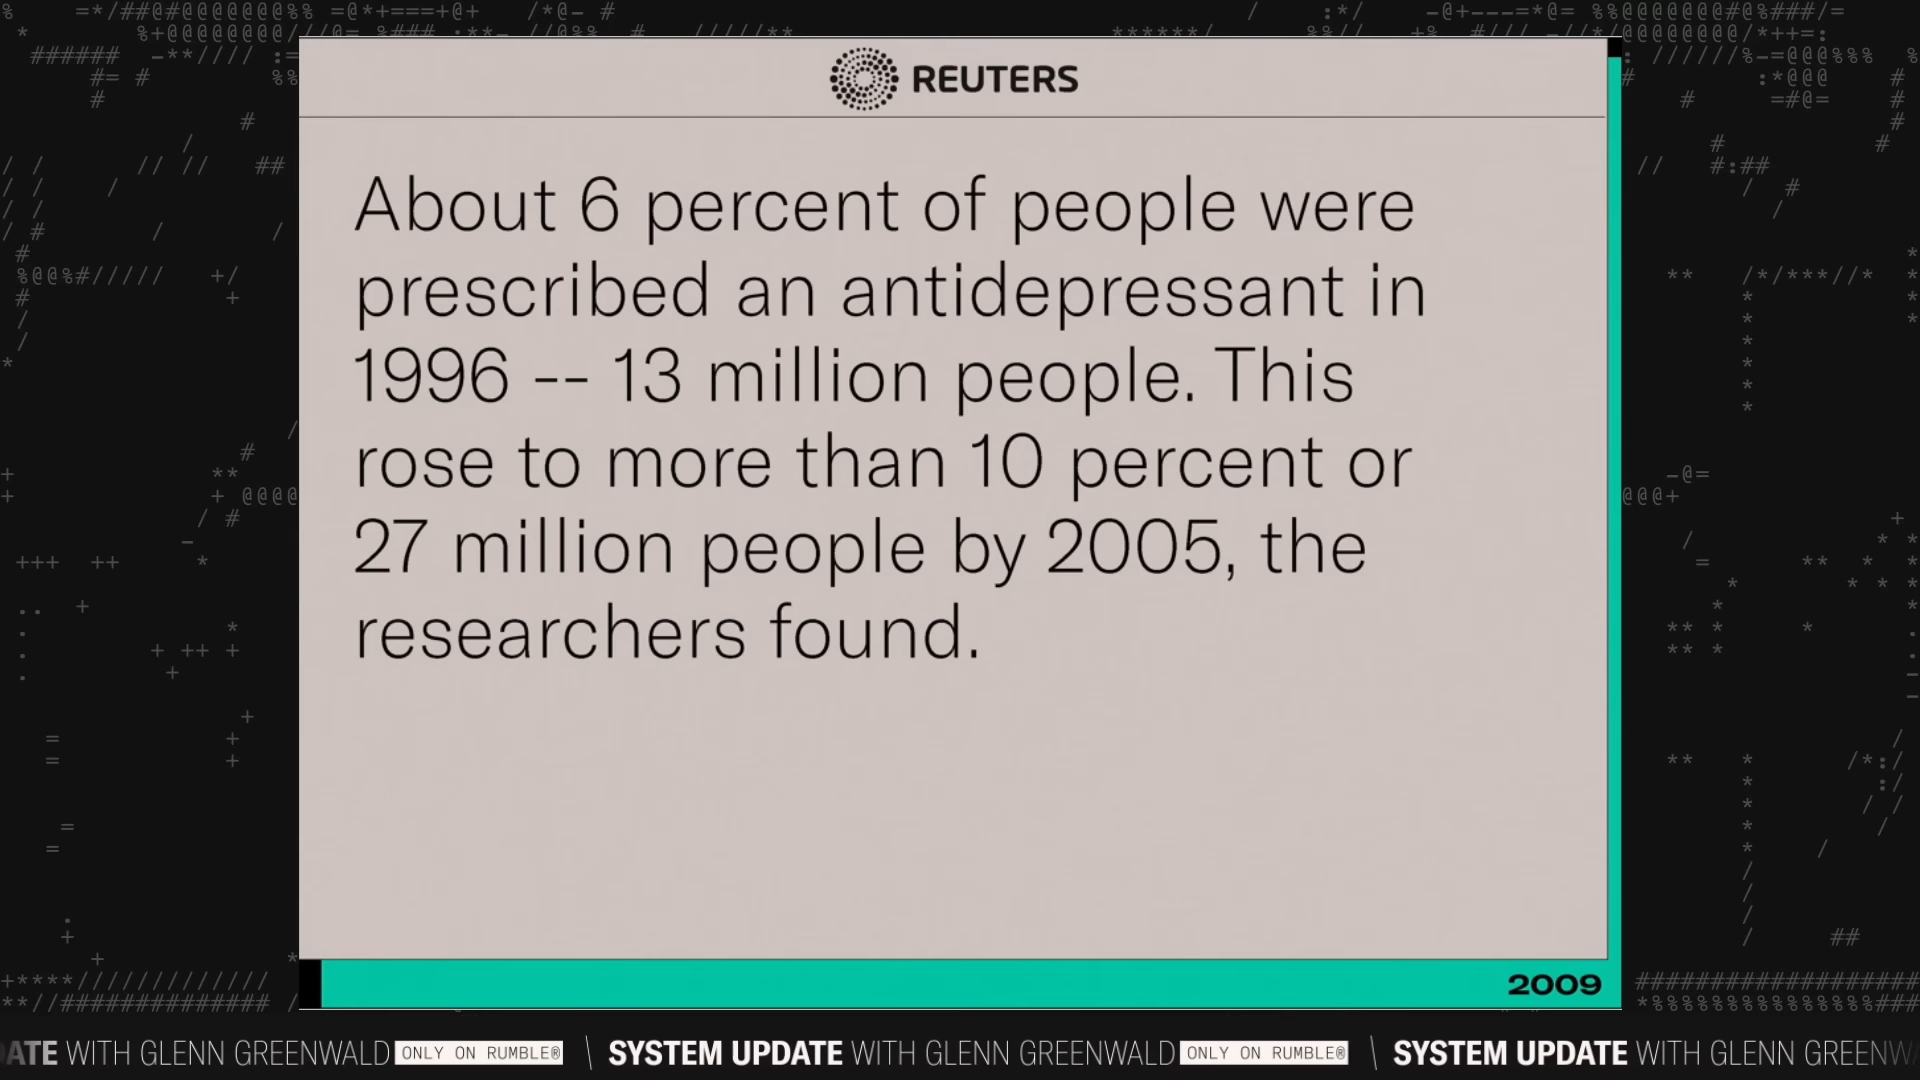 REUTERS
About 6 percent of people were
prescribed an antidepressant in
1996 -- 13 million people. This
rose to more than 10 percent or
27 million people by 2005, the
researchers found.
2009
ATE WITH GLENN GREENWALD ONLY ON RUMBLE® \ SYSTEM UPDATE WITH GLENN GREENWALD ONLY ON RUMBLE® \ SYSTEM UPDATE WITH GLENN GREENW